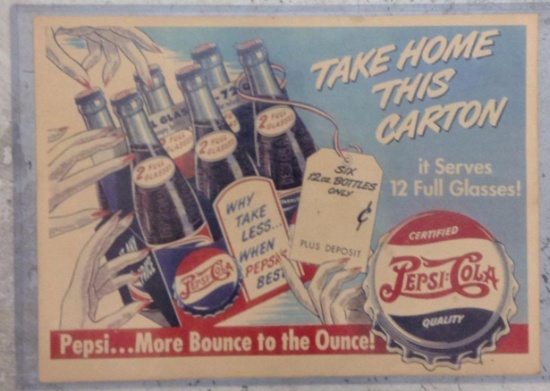 TAKE HOME
THIS
CARTON
it Serves
12 Full Glasses!
2 FULL GLASSES
2 FULL GLASSES
2 FULL GLASSES
SIX
12 oz. BOTTLES
ONLY
¢
PLUS DEPOSIT
WHY
TAKE
LESS...
WHEN
PEPSI'S
BEST
PEPSI-COLA
CERTIFIED
PEPSI:COLA
QUALITY
Pepsi...More Bounce to the Ounce!